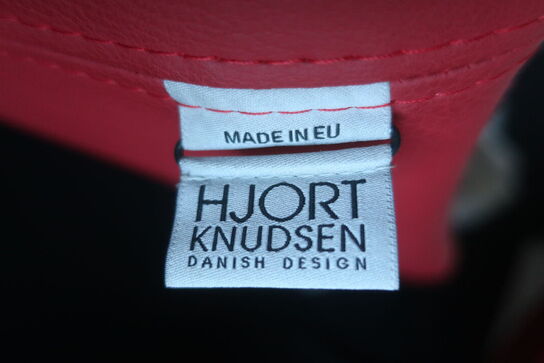 MADE IN EU
HJORT
KNUDSEN
DANISH DESIGN